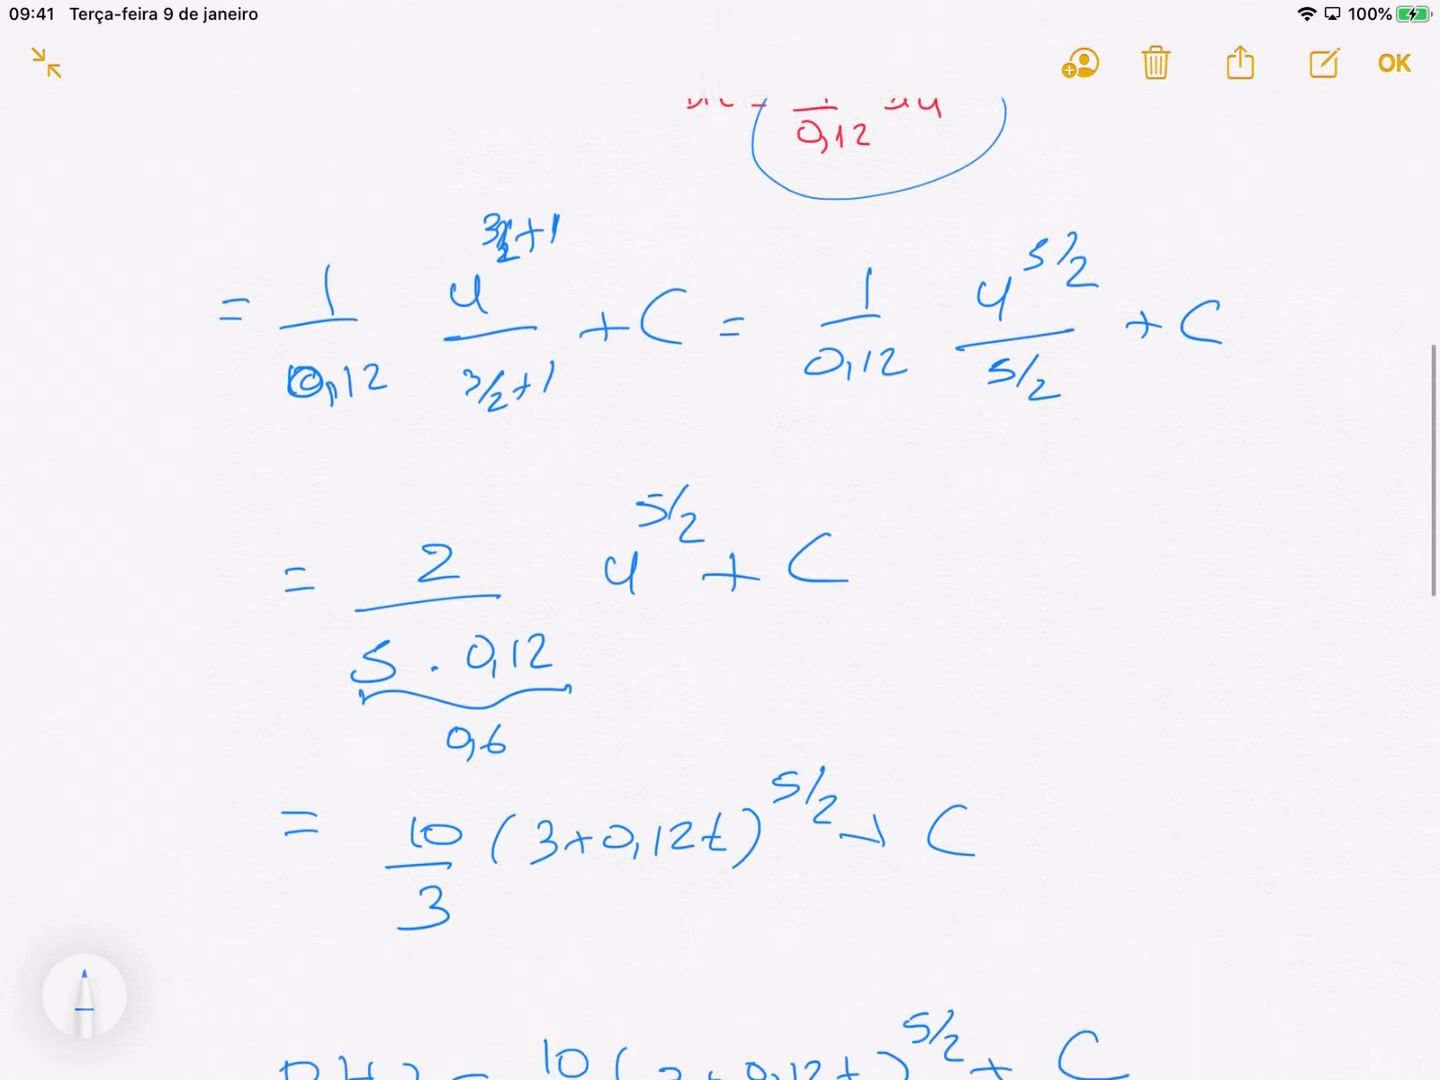 09:41 Terça-feira 9 de janeiro 100%
OK
0,12
= 1/0,12 u^(3/2+1)/(3/2+1) + C = 1/0,12 u^(5/2)/(5/2) + C
= 2/(5 . 0,12) u^(5/2) + C
0,6
= 10/3 (3+0,12t)^(5/2) + C
10 (3+0,12t)^(5/2) + C